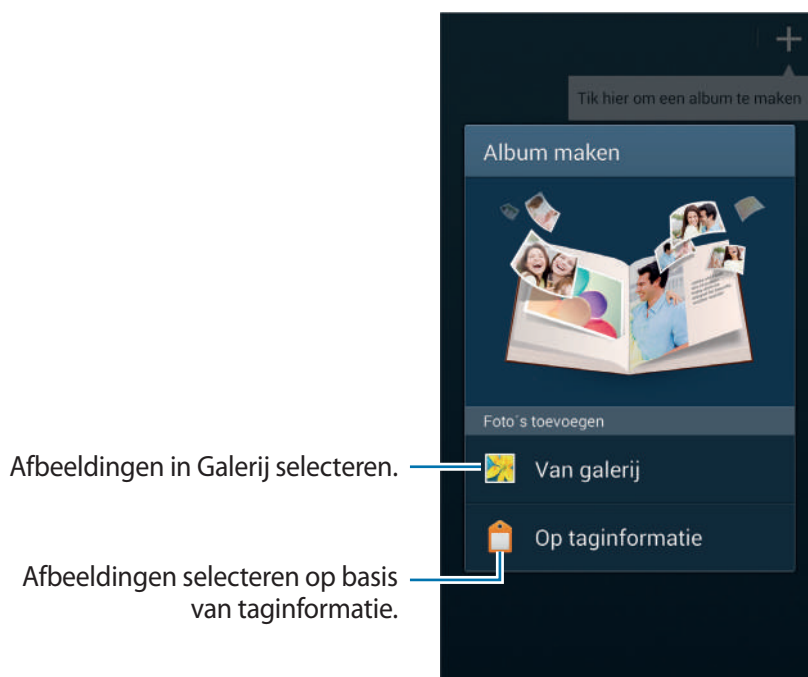 Tik hier om een album te maken
Album maken
Foto´s toevoegen
Afbeeldingen in Galerij selecteren.
Van galerij
Op taginformatie
Afbeeldingen selecteren op basis
van taginformatie.